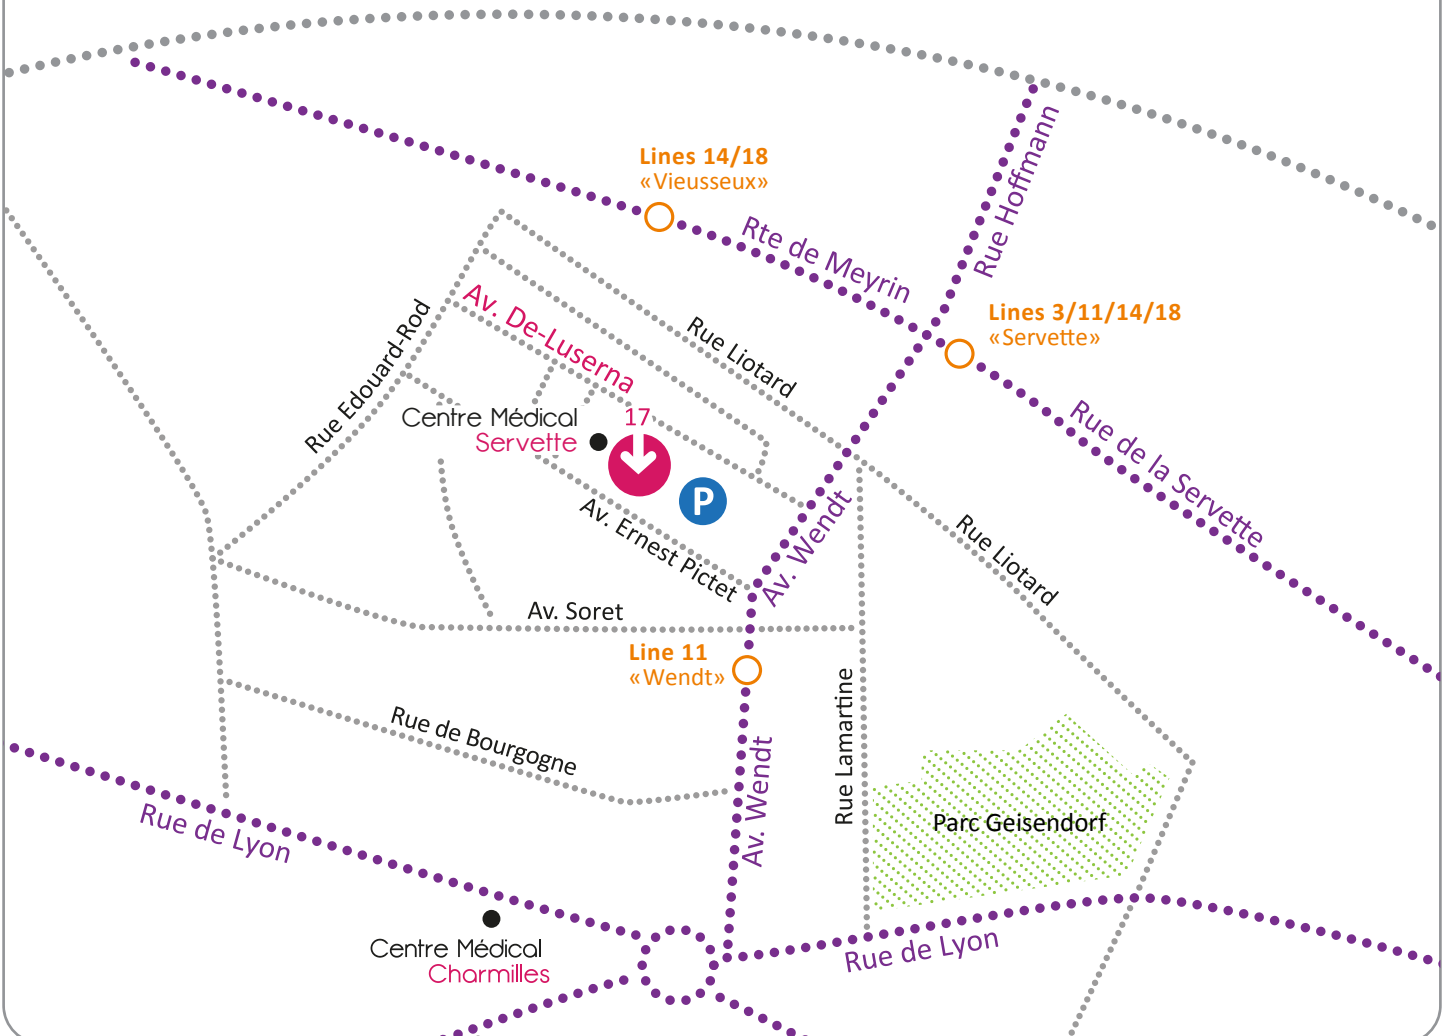 Lines 14/18
«Vieusseux»
Rue Hoffmann
Rte de Meyrin
Av. De-Luserna
Rue Edouard-Rod
Rue Liotard
Lines 3/11/14/18
«Servette»
Centre Médical
Servette
17
P
Rue de la Servette
Av. Ernest Pictet
Av. Wendt
Rue Liotard
Av. Soret
Line 11
«Wendt»
Rue Lamartine
Rue de Bourgogne
Av. Wendt
Rue de Lyon
Parc Geisendorf
Centre Médical
Charmilles
Rue de Lyon